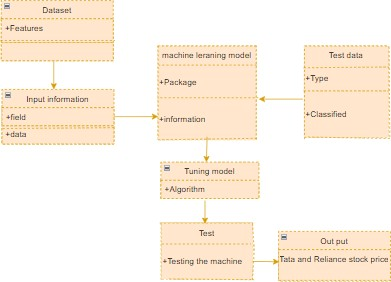 Dataset
+Features
Input information
+field
+data
machine leraning model
+Package
+information
Test data
+Type
+Classified
Tuning model
+Algorithm
Test
+Testing the machine
Out put
Tata and Reliance stock price